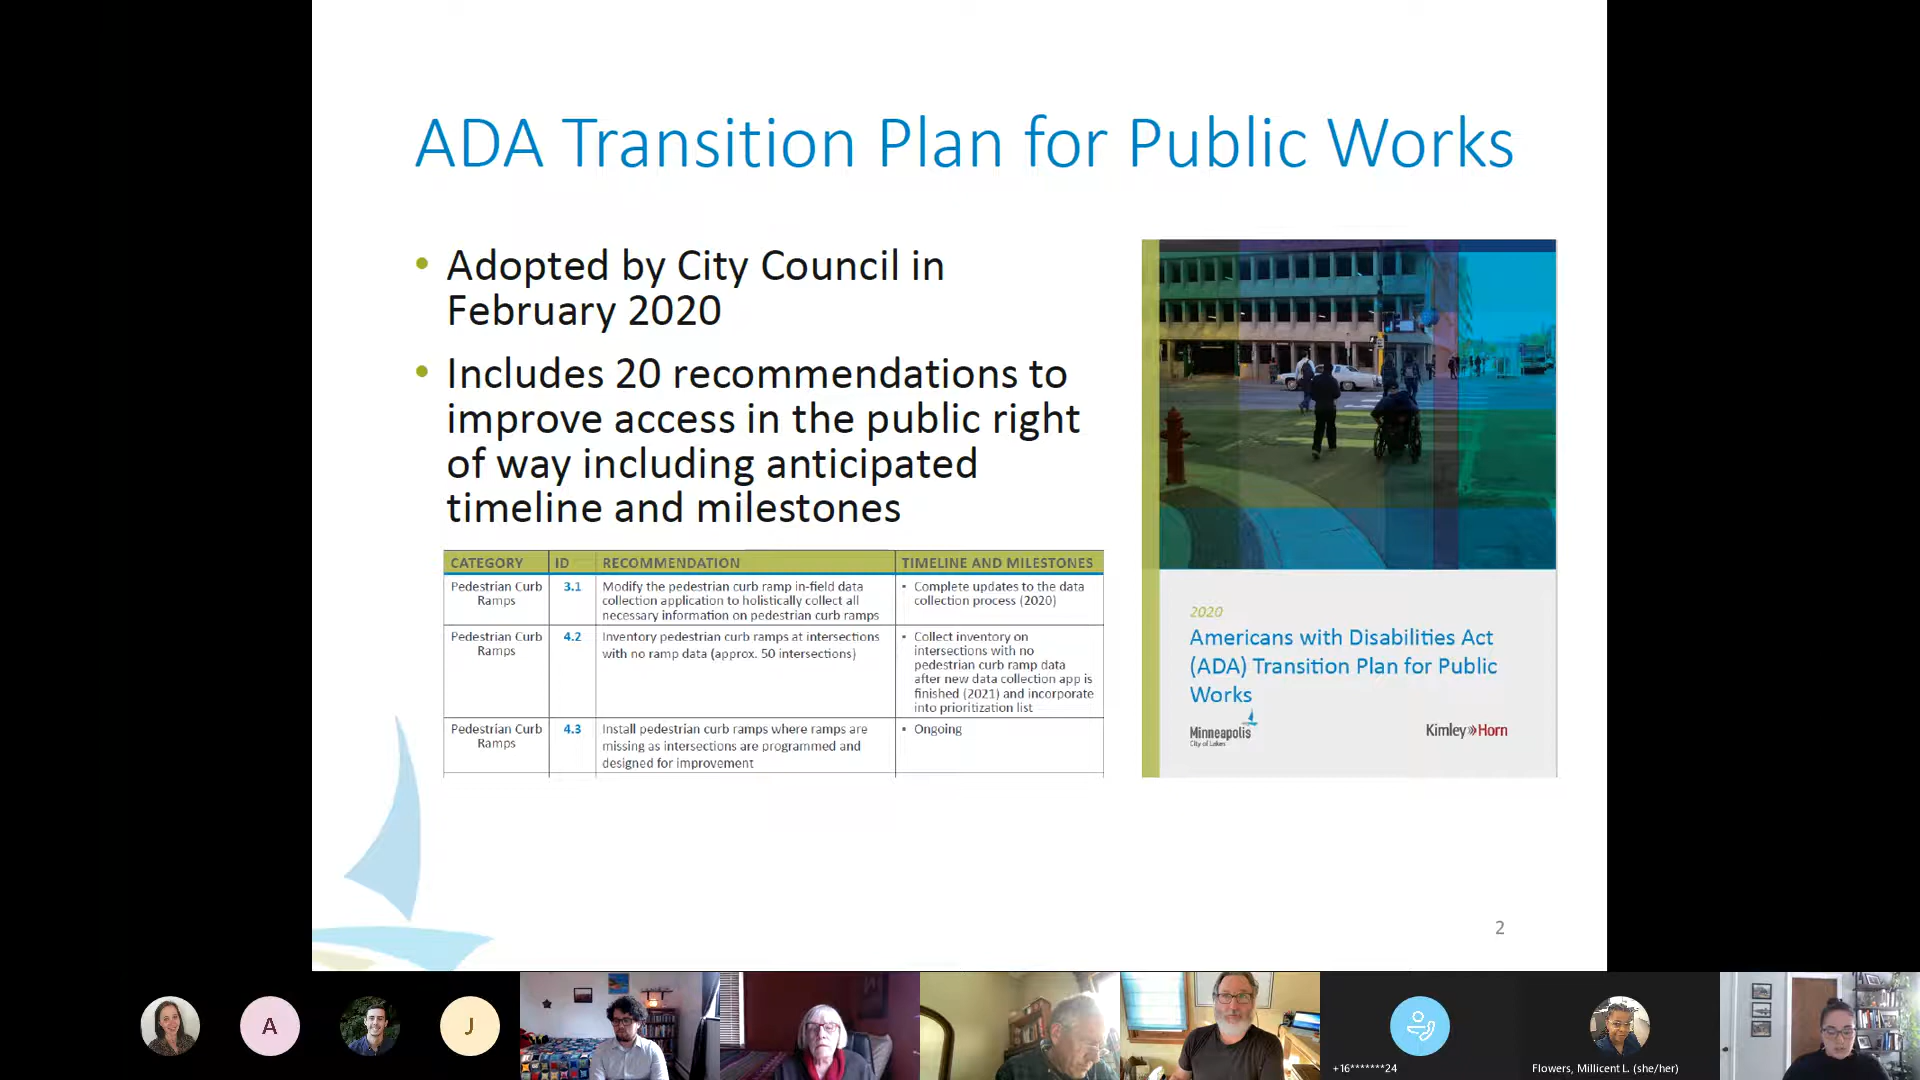 ADA Transition Plan for Public Works
• Adopted by City Council in
February 2020
• Includes 20 recommendations to
improve access in the public right
of way including anticipated
timeline and milestones
CATEGORY ID RECOMMENDATION TIMELINE AND MILESTONES
Pedestrian Curb
Ramps
3.1
Modify the pedestrian curb ramp in-field data
collection application to holistically collect all
necessary information on pedestrian curb ramps
• Complete updates to the data
collection process (2020)
Pedestrian Curb
Ramps
4.2
Inventory pedestrian curb ramps at intersections
with no ramp data (approx. 50 intersections)
• Collect inventory on
intersections with no
pedestrian curb ramp data
after new data collection app is
finished (2021) and incorporate
into prioritization list
Pedestrian Curb
Ramps
4.3
Install pedestrian curb ramps where ramps are
missing as intersections are programmed and
designed for improvement
• Ongoing
2020
Americans with Disabilities Act
(ADA) Transition Plan for Public
Works
Minneapolis
City of Lakes
Kimley»Horn
2
A
J
+16*******24
Flowers, Millicent L. (she/her)